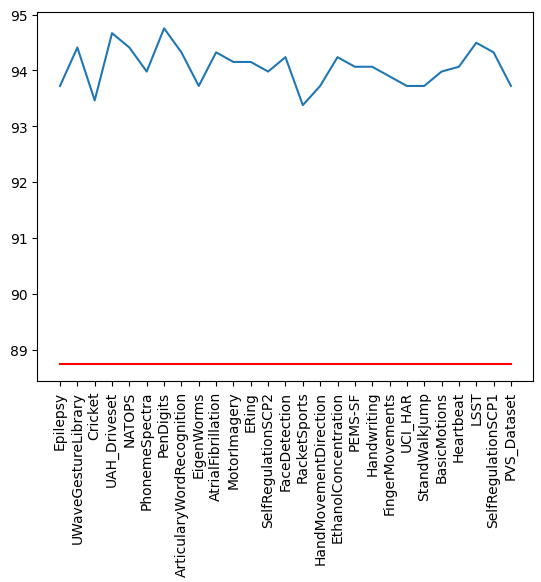 95
94
93
92
91
90
89
Epilepsy
UWaveGestureLibrary
Cricket
UAH_Driveset
NATOPS
PhonemeSpectra
PenDigits
ArticularyWordRecognition
EigenWorms
AtrialFibrillation
MotorImagery
ERing
SelfRegulationSCP2
FaceDetection
RacketSports
HandMovementDirection
EthanolConcentration
PEMS-SF
Handwriting
FingerMovements
UCI_HAR
StandWalkJump
BasicMotions
Heartbeat
LSST
SelfRegulationSCP1
PVS_Dataset